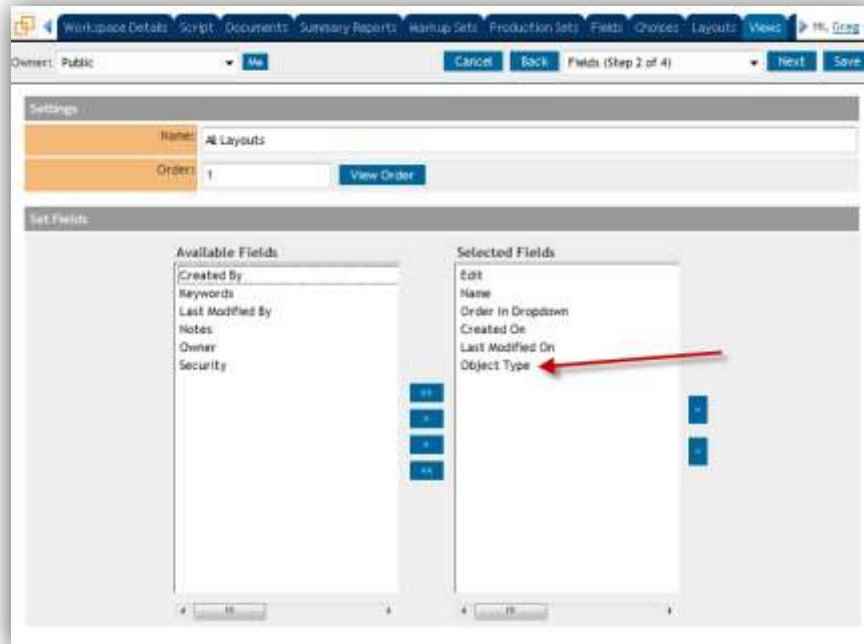 Workspace Details Script Documents Summary Reports Markup Sets Production Sets Fields Choices Layouts Views Hi, Greg
Owner: Public Me Cancel Back Fields (Step 2 of 4) Next Save
Settings
Name: All Layouts
Order: 1 View Order
Set Fields
Available Fields Selected Fields
Created By Edit
Keywords Name
Last Modified By Order In Dropdown
Notes Created On
Owner Last Modified On
Security Object Type